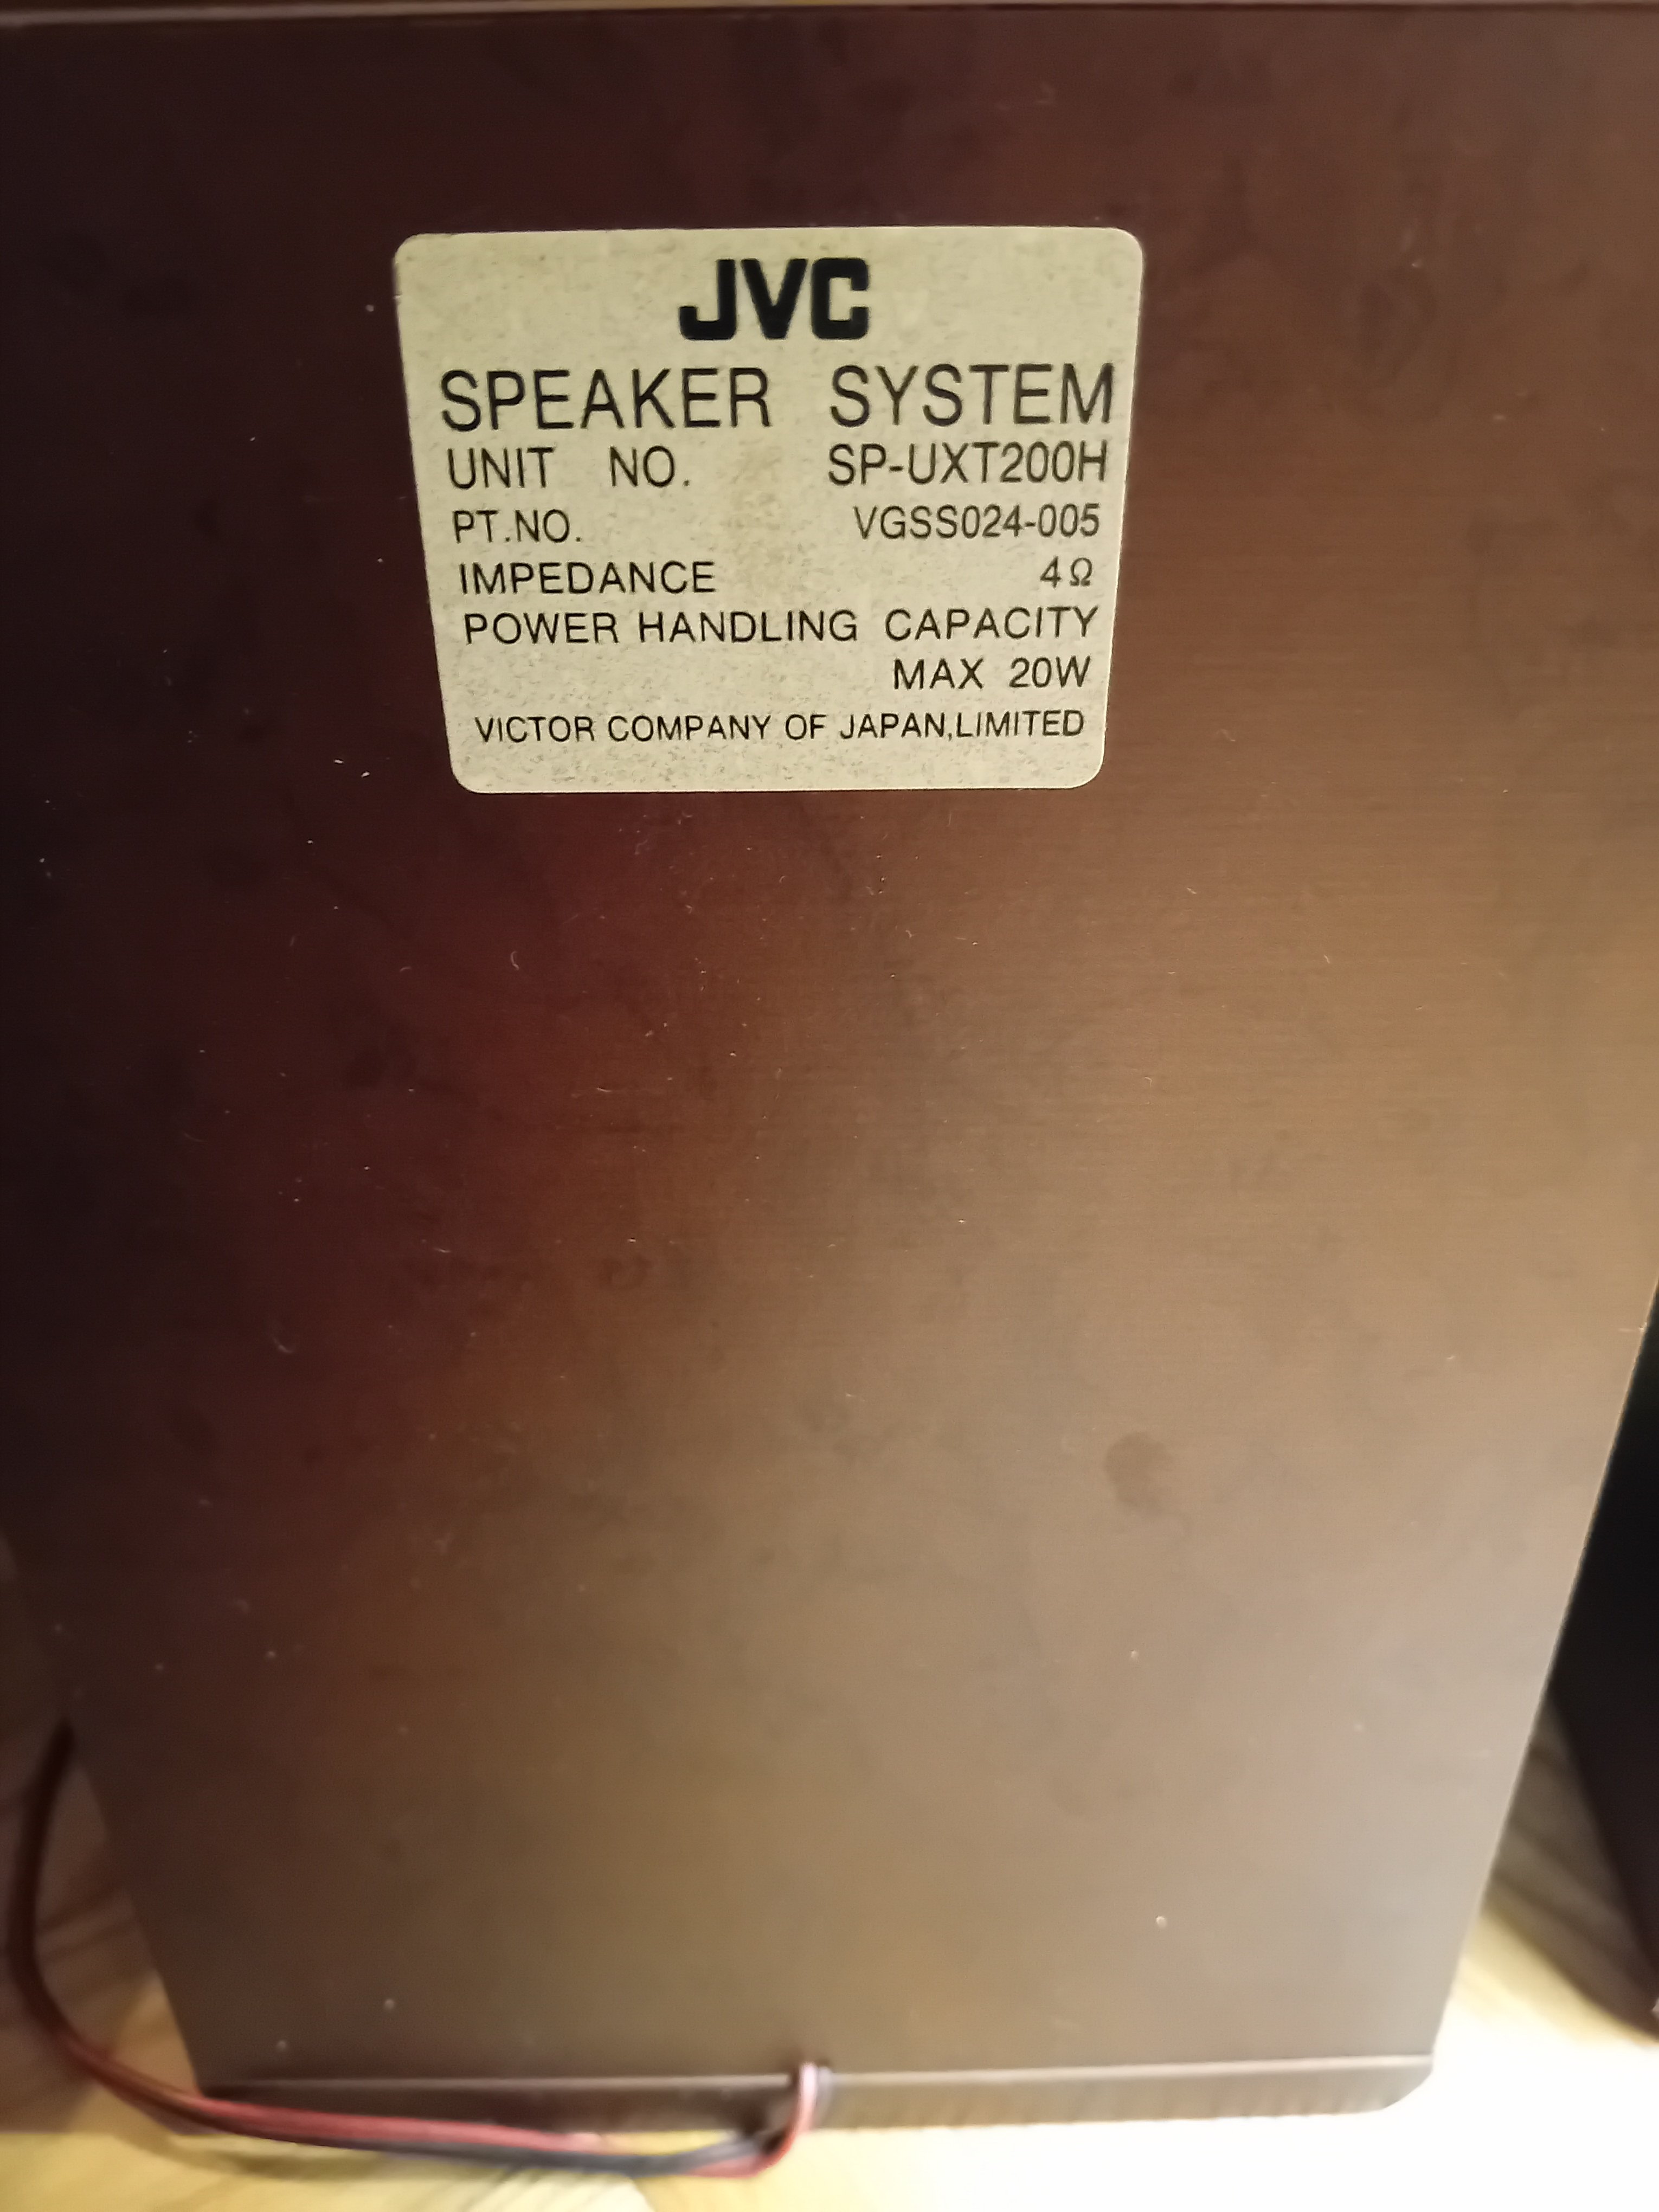 JVC
SPEAKER SYSTEM
UNIT NO. SP-UXT200H
PT.NO. VGSS024-005
IMPEDANCE 4Ω
POWER HANDLING CAPACITY
MAX 20W
VICTOR COMPANY OF JAPAN,LIMITED